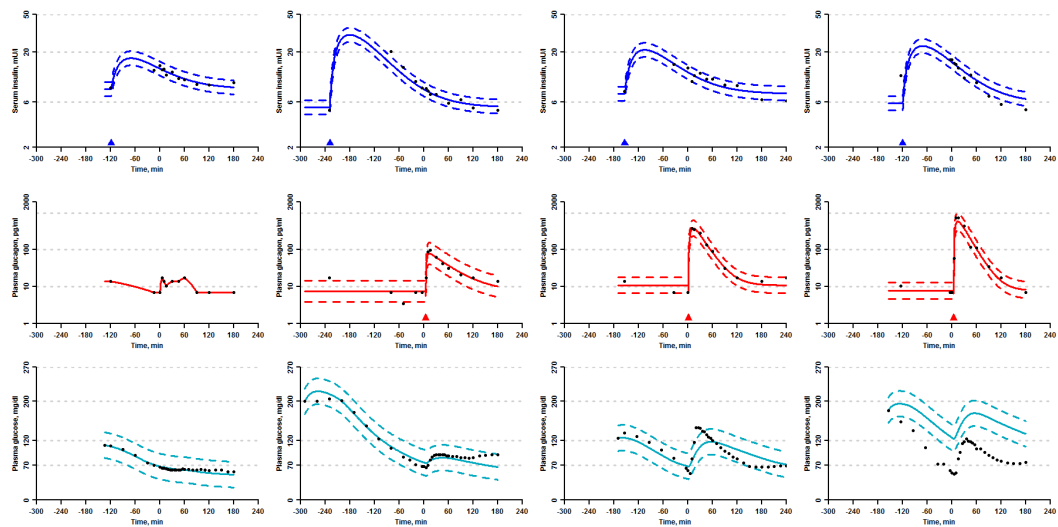 Serum insulin, mU/l
50
20
6
2
-300 -240 -180 -120 -60 0 60 120 180 240
Time, min
Serum insulin, mU/l
50
20
6
2
-300 -240 -180 -120 -60 0 60 120 180 240
Time, min
Serum insulin, mU/l
50
20
6
2
-300 -240 -180 -120 -60 0 60 120 180 240
Time, min
Serum insulin, mU/l
50
20
6
2
-300 -240 -180 -120 -60 0 60 120 180 240
Time, min
Plasma glucagon, pg/ml
2000
100
10
1
-300 -240 -180 -120 -60 0 60 120 180 240
Time, min
Plasma glucagon, pg/ml
2000
100
10
1
-300 -240 -180 -120 -60 0 60 120 180 240
Time, min
Plasma glucagon, pg/ml
2000
100
10
1
-300 -240 -180 -120 -60 0 60 120 180 240
Time, min
Plasma glucagon, pg/ml
2000
100
10
1
-300 -240 -180 -120 -60 0 60 120 180 240
Time, min
Plasma glucose, mg/dl
270
120
70
0
-300 -240 -180 -120 -60 0 60 120 180 240
Time, min
Plasma glucose, mg/dl
270
120
70
0
-300 -240 -180 -120 -60 0 60 120 180 240
Time, min
Plasma glucose, mg/dl
270
120
70
0
-300 -240 -180 -120 -60 0 60 120 180 240
Time, min
Plasma glucose, mg/dl
270
120
70
0
-300 -240 -180 -120 -60 0 60 120 180 240
Time, min